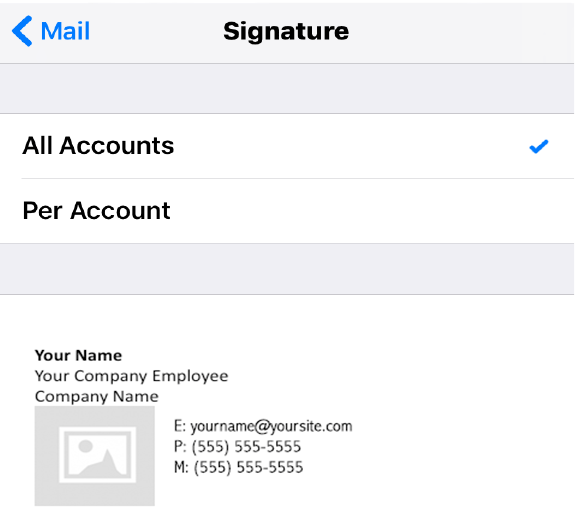 Mail
Signature
All Accounts
Per Account
Your Name
Your Company Employee
Company Name
E: yourname@yoursite.com
P: (555) 555-5555
M: (555) 555-5555